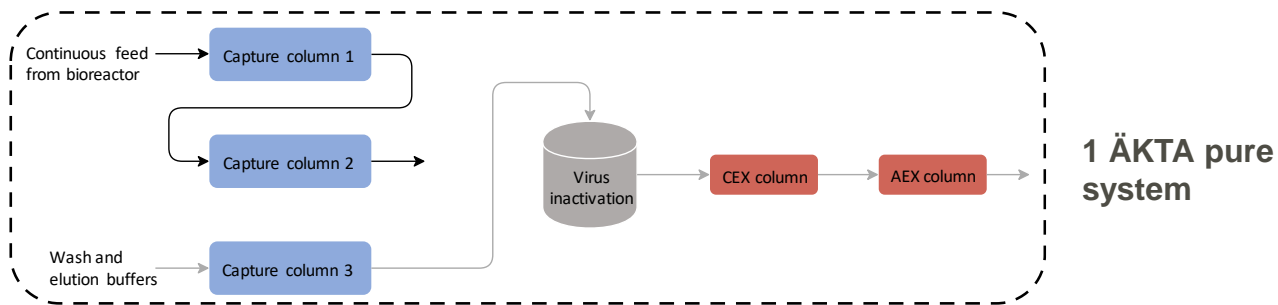 Continuous feed
from bioreactor
Capture column 1
Capture column 2
Wash and
elution buffers
Capture column 3
Virus
inactivation
CEX column
AEX column
1 ÄKTA pure
system